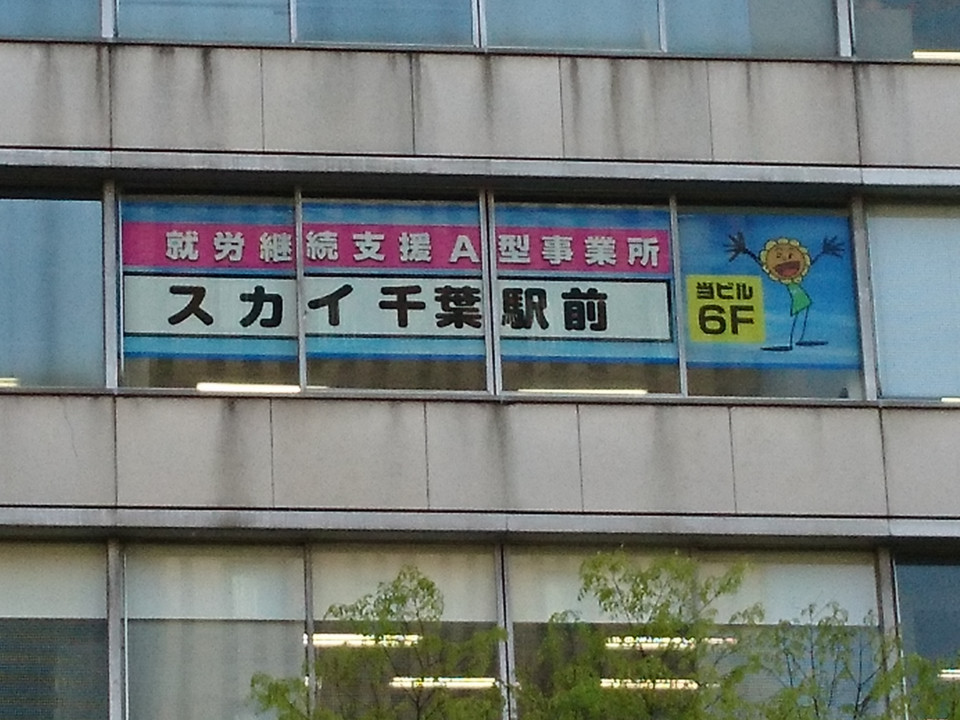 就労継続支援A型事業所
スカイ千葉駅前
当ビル
6F